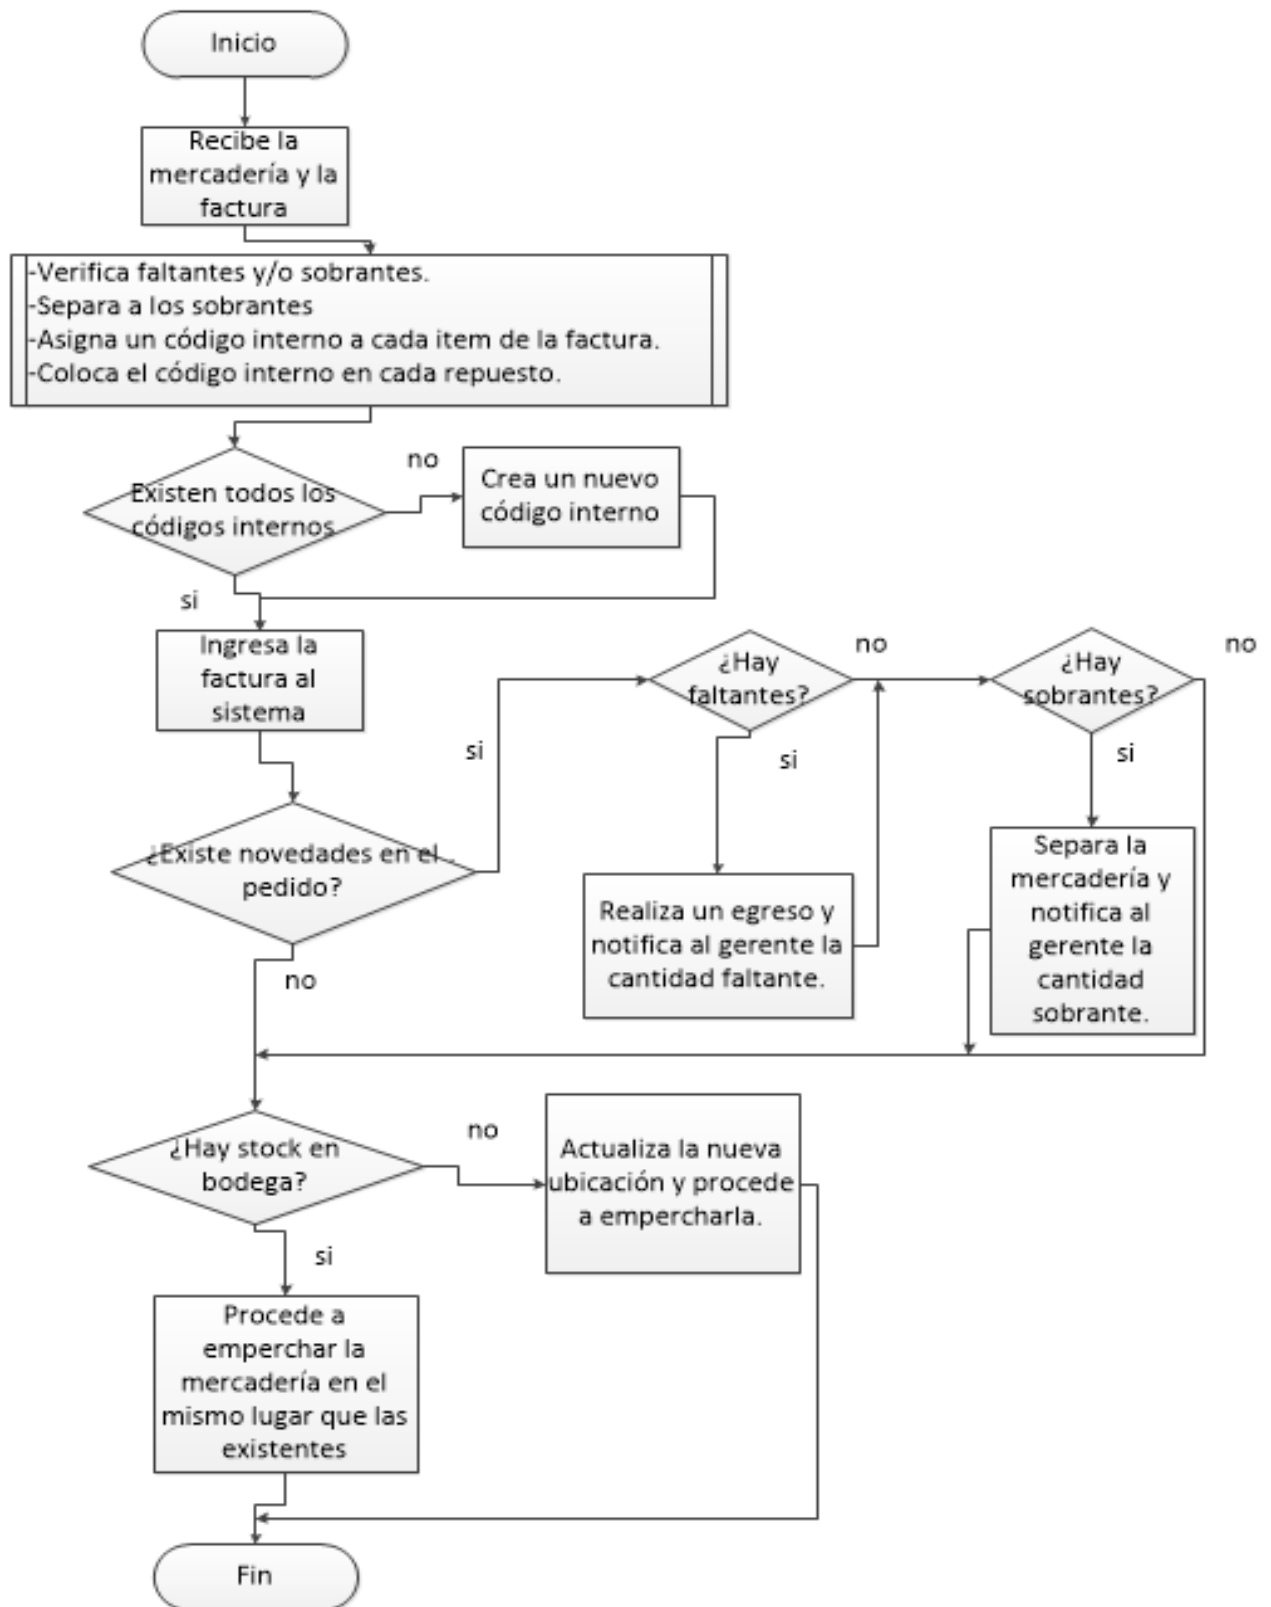 Inicio
Recibe la
mercadería y la
factura
-Verifica faltantes y/o sobrantes.
-Separa a los sobrantes
-Asigna un código interno a cada item de la factura.
-Coloca el código interno en cada repuesto.
Existen todos los
códigos internos
no
Crea un nuevo
código interno
si
Ingresa la
factura al
sistema
¿Existe novedades en el .
pedido?
si
no
¿Hay
faltantes?
no
si
Realiza un egreso y
notifica al gerente la
cantidad faltante.
¿Hay
sobrantes?
no
si
Separa la
mercadería y
notifica al
gerente la
cantidad
sobrante.
¿Hay stock en
bodega?
no
Actualiza la nueva
ubicación y procede
a empercharla.
si
Procede a
emperchar la
mercadería en el
mismo lugar que las
existentes
Fin